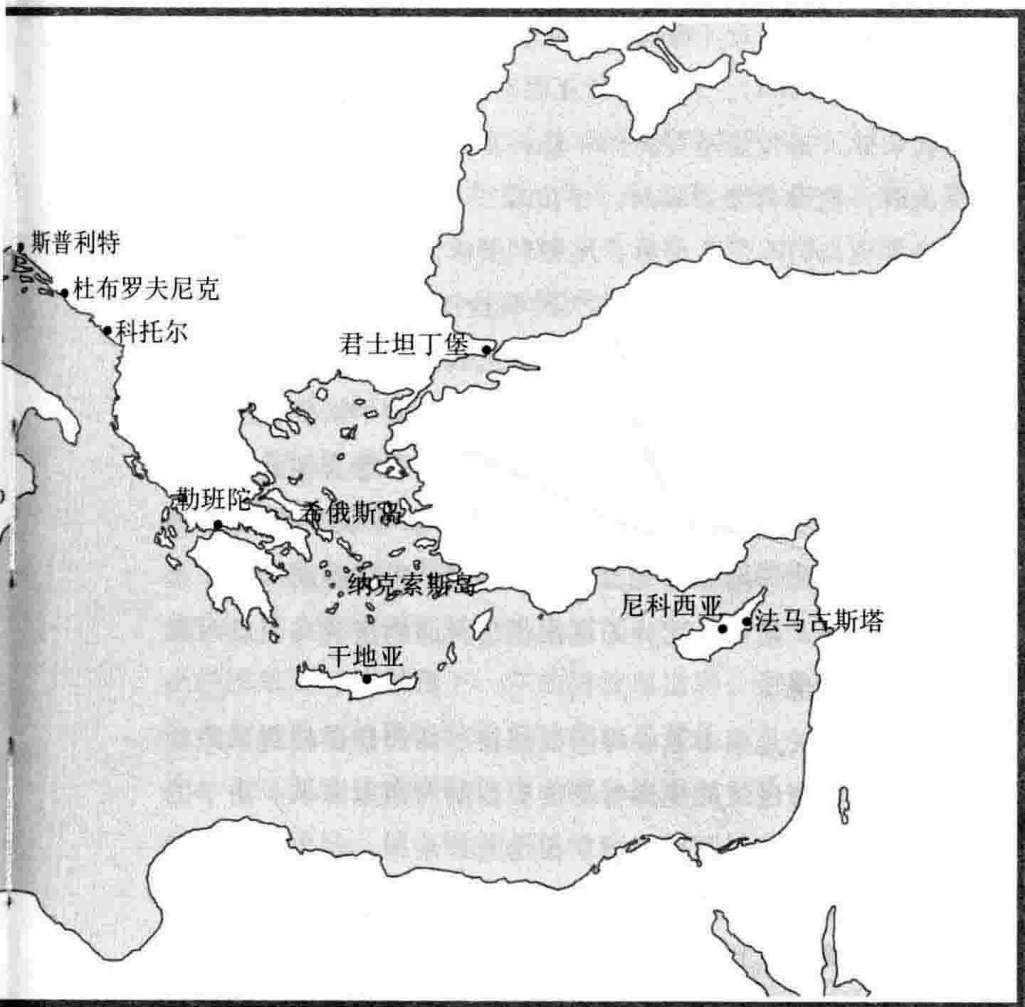 斯普利特
杜布罗夫尼克
科托尔
君士坦丁堡
勒班陀
希俄斯岛
纳克索斯岛
尼科西亚
法马古斯塔
干地亚